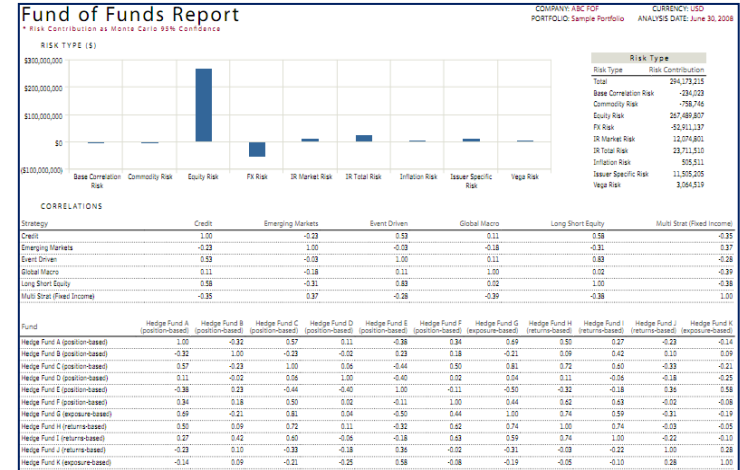 Fund of Funds Report
* Risk Contribution as Monte Carlo 95% Confidance
COMPANY: ABC FOF CURRENCY: USD
PORTFOLIO: Sample Portfolio ANALYSIS DATE: June 30, 2008
RISK TYPE ($)
$300,000,000
$200,000,000
$100,000,000
$0
($100,000,000)
Base Correlation Risk Commodity Risk Equity Risk FX Risk IR Market Risk IR Total Risk Inflation Risk Issuer Specific Risk Vega Risk
Risk Type
Risk Type Risk Contribution
Total 294,173,215
Base Correlation Risk -234,023
Commodity Risk -758,746
Equity Risk 267,489,807
FX Risk -52,911,137
IR Market Risk 12,074,801
IR Total Risk 23,711,510
Inflation Risk 505,511
Issuer Specific Risk 11,505,205
Vega Risk 3,064,519
CORRELATIONS
Strategy Credit Emerging Markets Event Driven Global Macro Long Short Equity Multi Strat (Fixed Income)
Credit 1.00 -0.23 0.53 0.11 0.58 -0.35
Emerging Markets -0.23 1.00 -0.03 -0.18 -0.31 0.37
Event Driven 0.53 -0.03 1.00 0.11 0.83 -0.28
Global Macro 0.11 -0.18 0.11 1.00 0.02 -0.39
Long Short Equity 0.58 -0.31 0.83 0.02 1.00 -0.38
Multi Strat (Fixed Income) -0.35 0.37 -0.28 -0.39 -0.38 1.00
Fund Hedge Fund A (position-based) Hedge Fund B (position-based) Hedge Fund C (position-based) Hedge Fund D (position-based) Hedge Fund E (position-based) Hedge Fund F (position-based) Hedge Fund G (exposure-based) Hedge Fund H (returns-based) Hedge Fund I (returns-based) Hedge Fund J (returns-based) Hedge Fund K (exposure-based)
Hedge Fund A (position-based) 1.00 -0.32 0.57 0.11 -0.38 0.34 0.69 0.50 0.27 -0.23 -0.14
Hedge Fund B (position-based) -0.32 1.00 -0.23 -0.02 0.23 0.18 -0.21 0.09 0.42 0.10 0.09
Hedge Fund C (position-based) 0.57 -0.23 1.00 0.06 -0.44 0.50 0.81 0.72 0.60 -0.33 -0.21
Hedge Fund D (position-based) 0.11 -0.02 0.06 1.00 -0.40 0.02 0.04 0.11 -0.06 -0.18 -0.25
Hedge Fund E (position-based) -0.38 0.23 -0.44 -0.40 1.00 -0.11 -0.50 -0.32 -0.18 0.36 0.58
Hedge Fund F (position-based) 0.34 0.18 0.50 0.02 -0.11 1.00 0.44 0.62 0.63 -0.02 -0.08
Hedge Fund G (exposure-based) 0.69 -0.21 0.81 0.04 -0.50 0.44 1.00 0.74 0.59 -0.31 -0.19
Hedge Fund H (returns-based) 0.50 0.09 0.72 0.11 -0.32 0.62 0.74 1.00 0.74 -0.03 -0.05
Hedge Fund I (returns-based) 0.27 0.42 0.60 -0.06 -0.18 0.63 0.59 0.74 1.00 -0.22 -0.10
Hedge Fund J (returns-based) -0.23 0.10 -0.33 -0.18 0.36 -0.02 -0.31 -0.03 -0.22 1.00 0.28
Hedge Fund K (exposure-based) -0.14 0.09 -0.21 -0.25 0.58 -0.08 -0.19 -0.05 -0.10 0.28 1.00